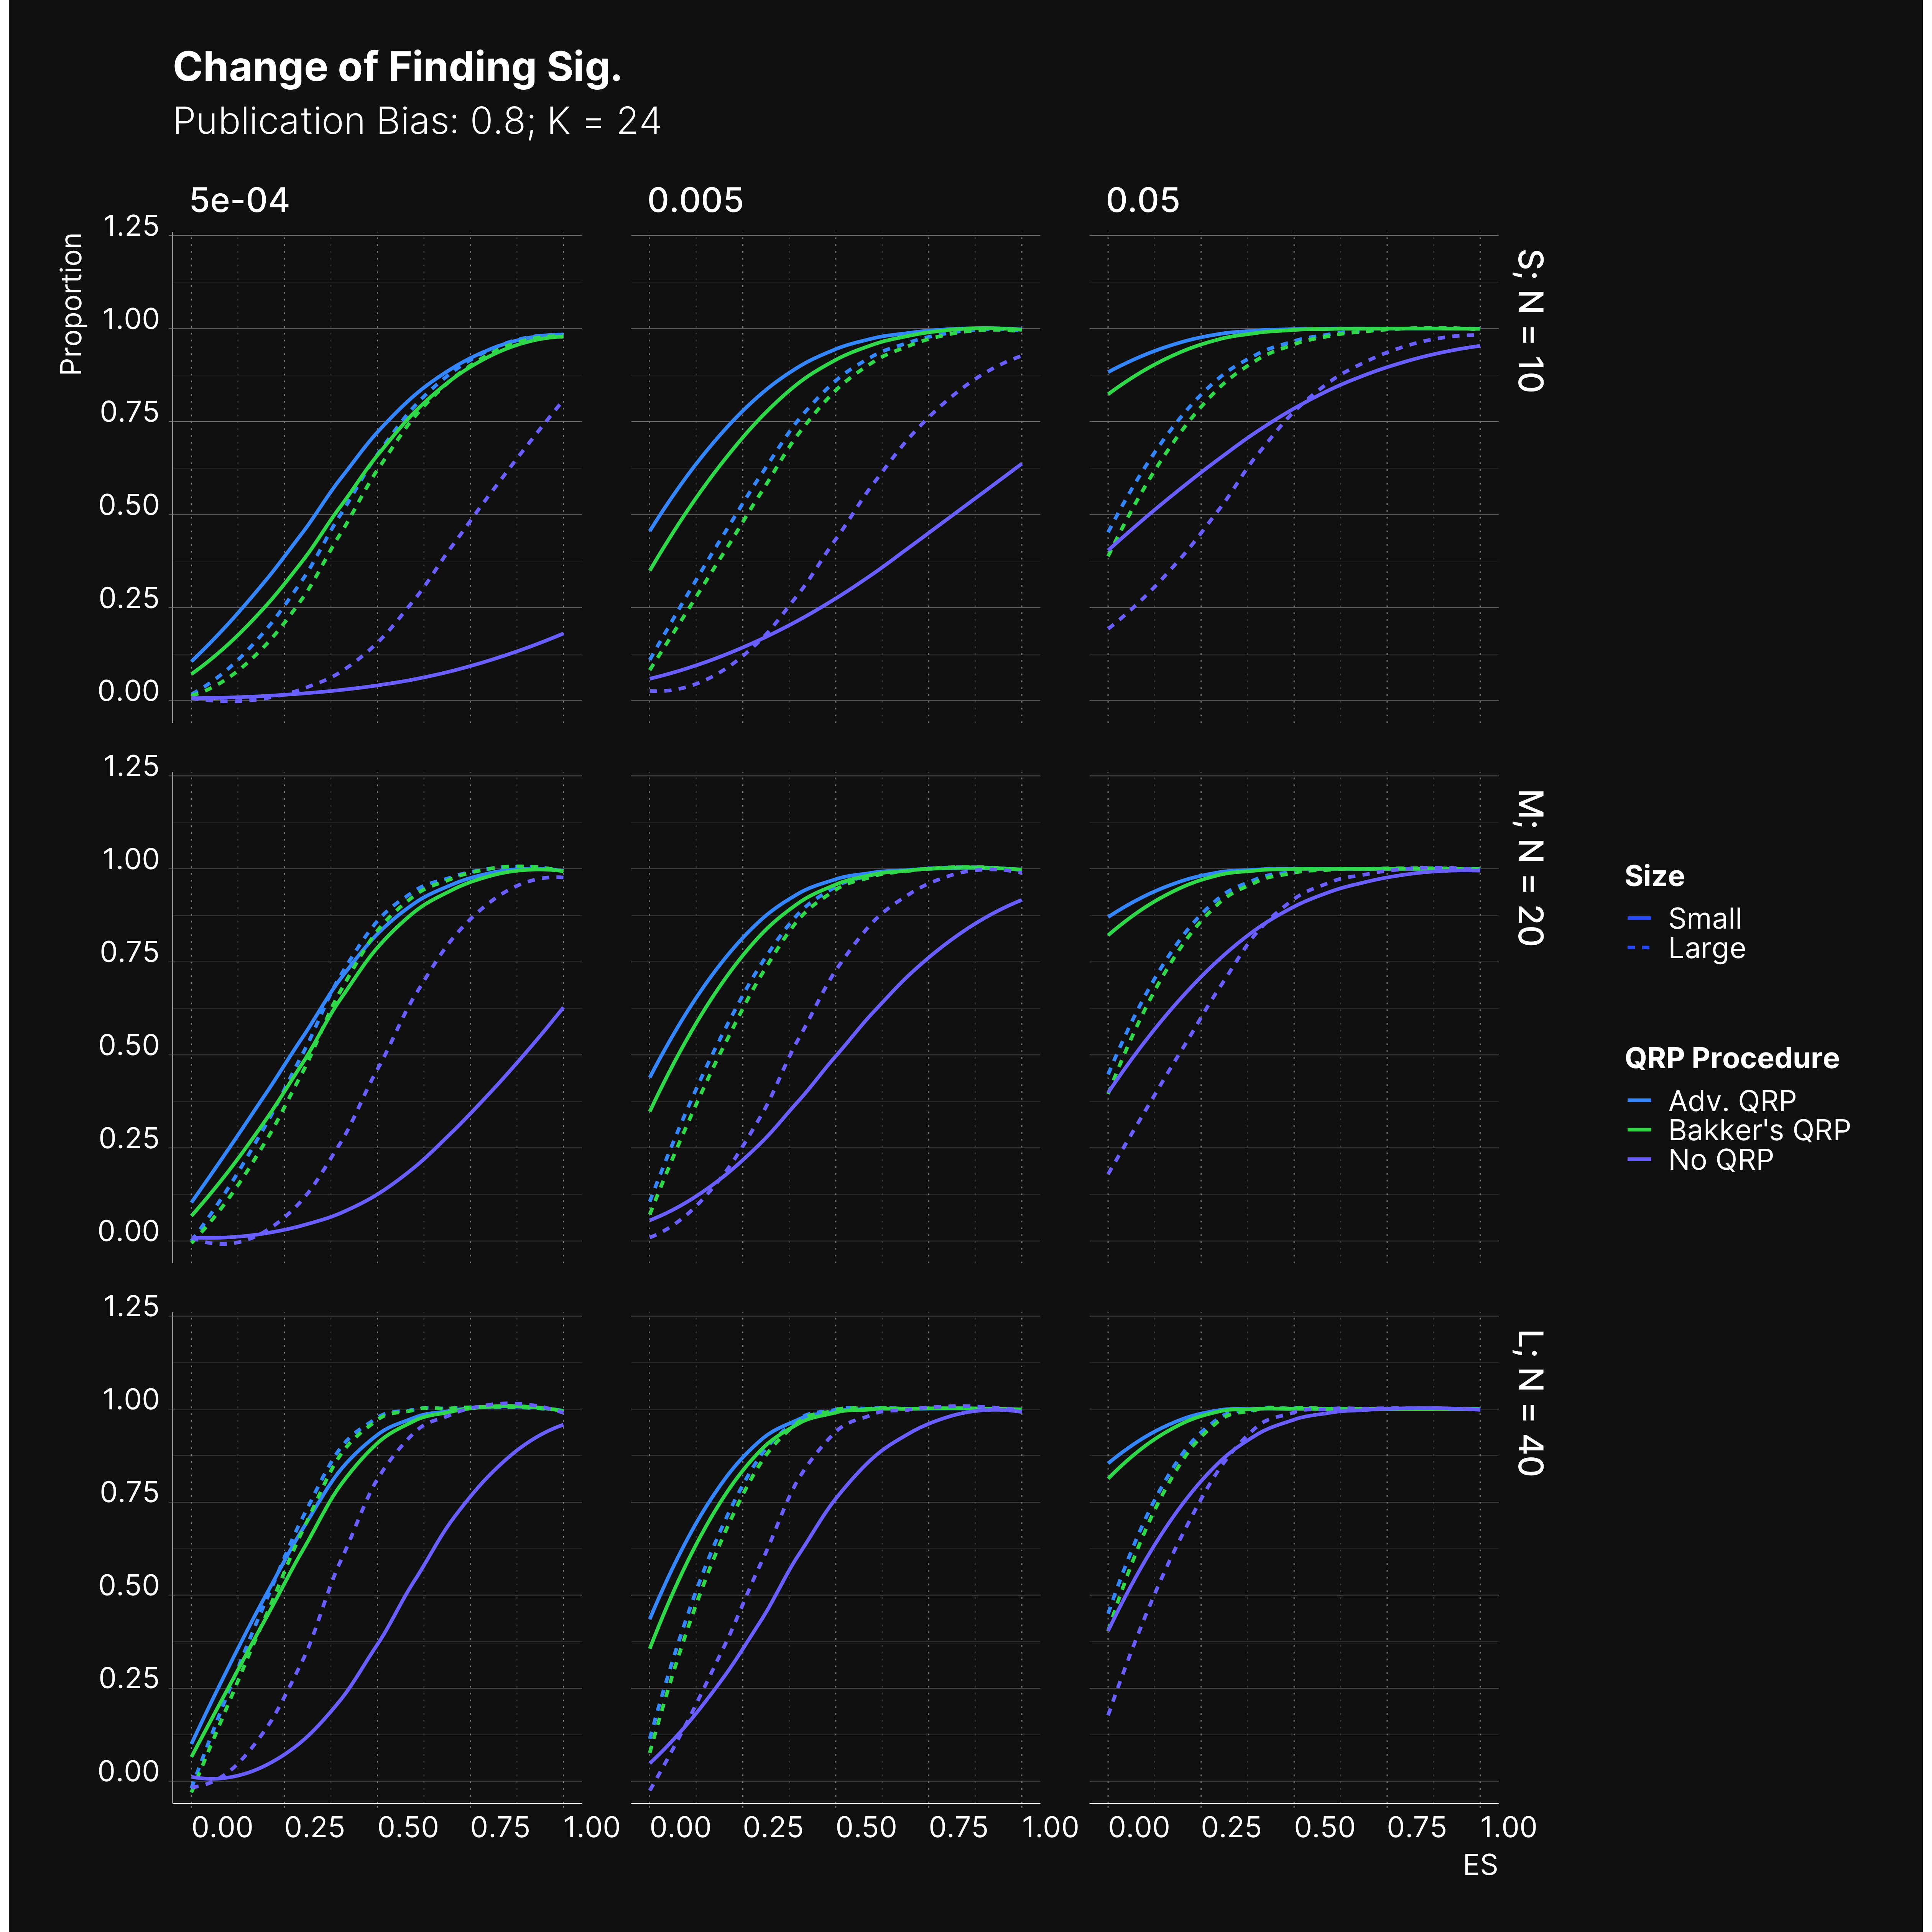 Change of Finding Sig.
Publication Bias: 0.8; K = 24
5e-04 0.005 0.05
Proportion
1.25
1.00
0.75
0.50
0.25
0.00
S; N = 10
1.25
1.00
0.75
0.50
0.25
0.00
M; N = 20
1.25
1.00
0.75
0.50
0.25
0.00
L; N = 40
0.00 0.25 0.50 0.75 1.00 0.00 0.25 0.50 0.75 1.00 0.00 0.25 0.50 0.75 1.00
ES
Size
Small
Large
QRP Procedure
Adv. QRP
Bakker's QRP
No QRP